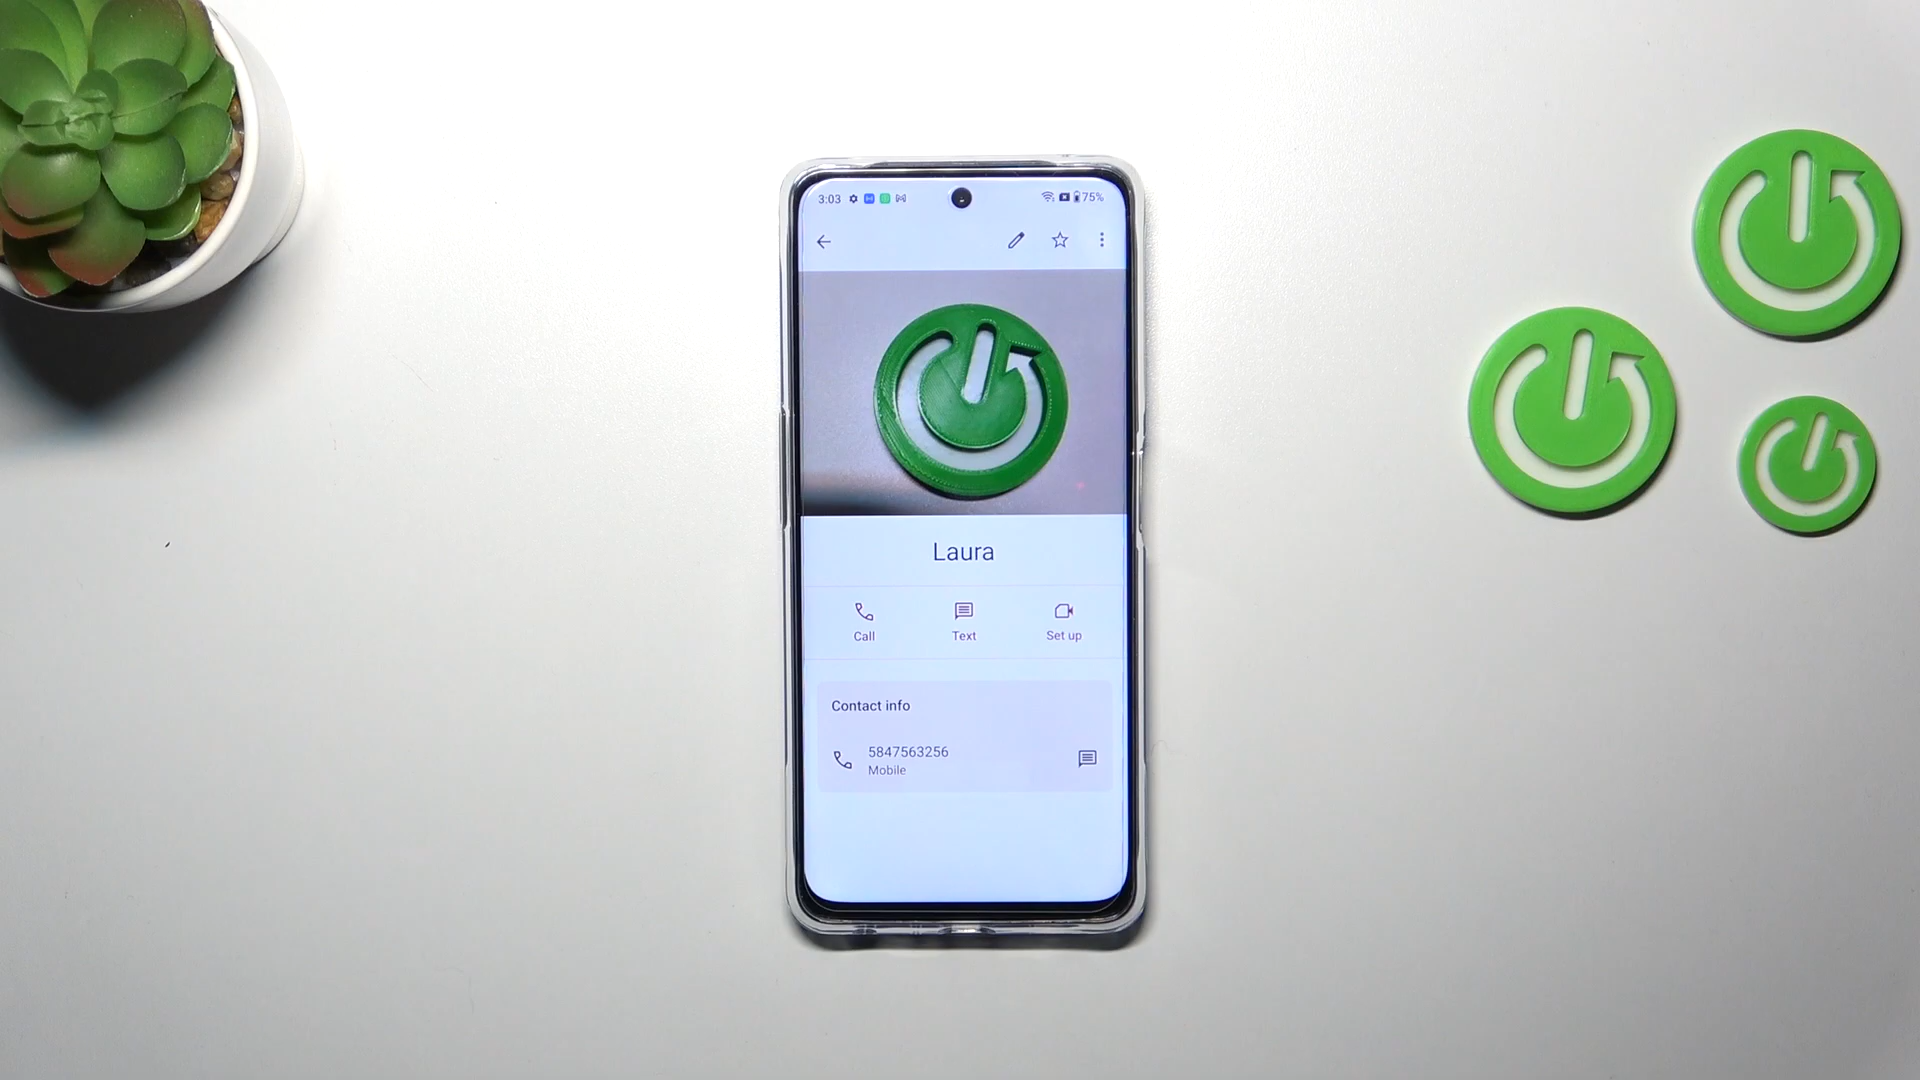 3:03 75%
Laura
Call Text Set up
Contact info
5847563256
Mobile